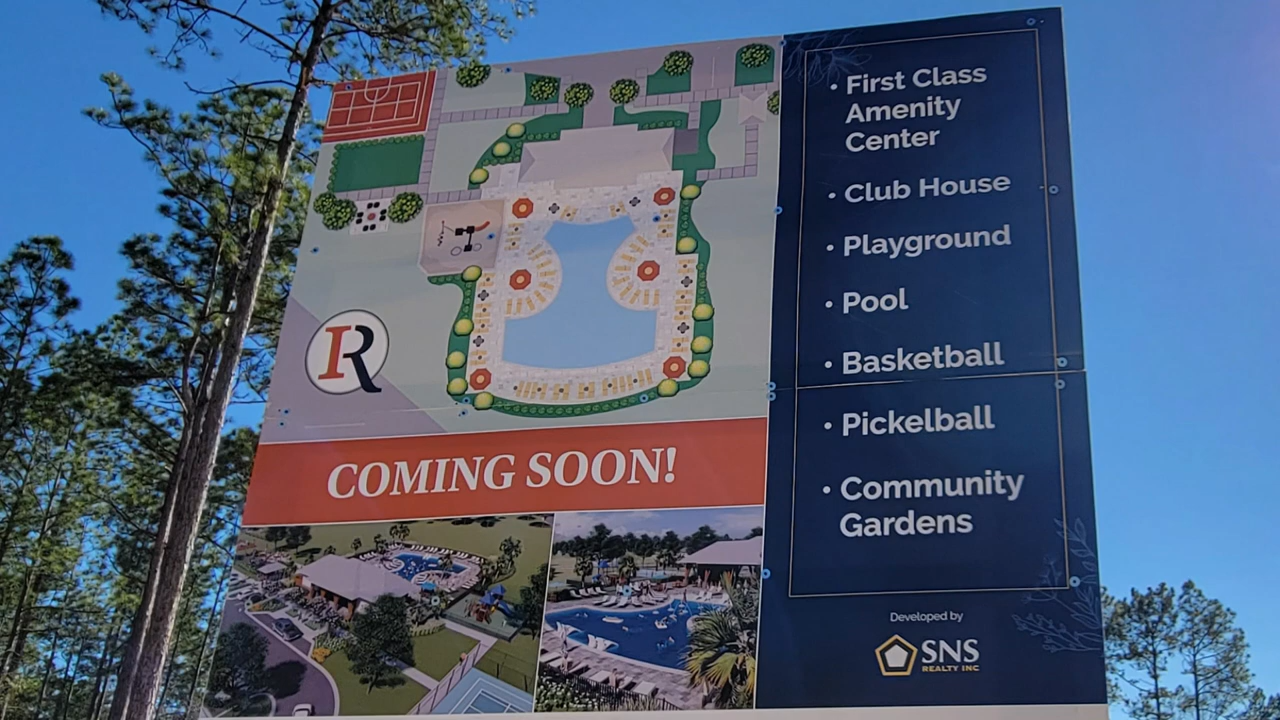 IR
COMING SOON!
• First Class
Amenity
Center
• Club House
• Playground
• Pool
• Basketball
• Pickelball
• Community
Gardens
Developed by
SNS
REALTY INC